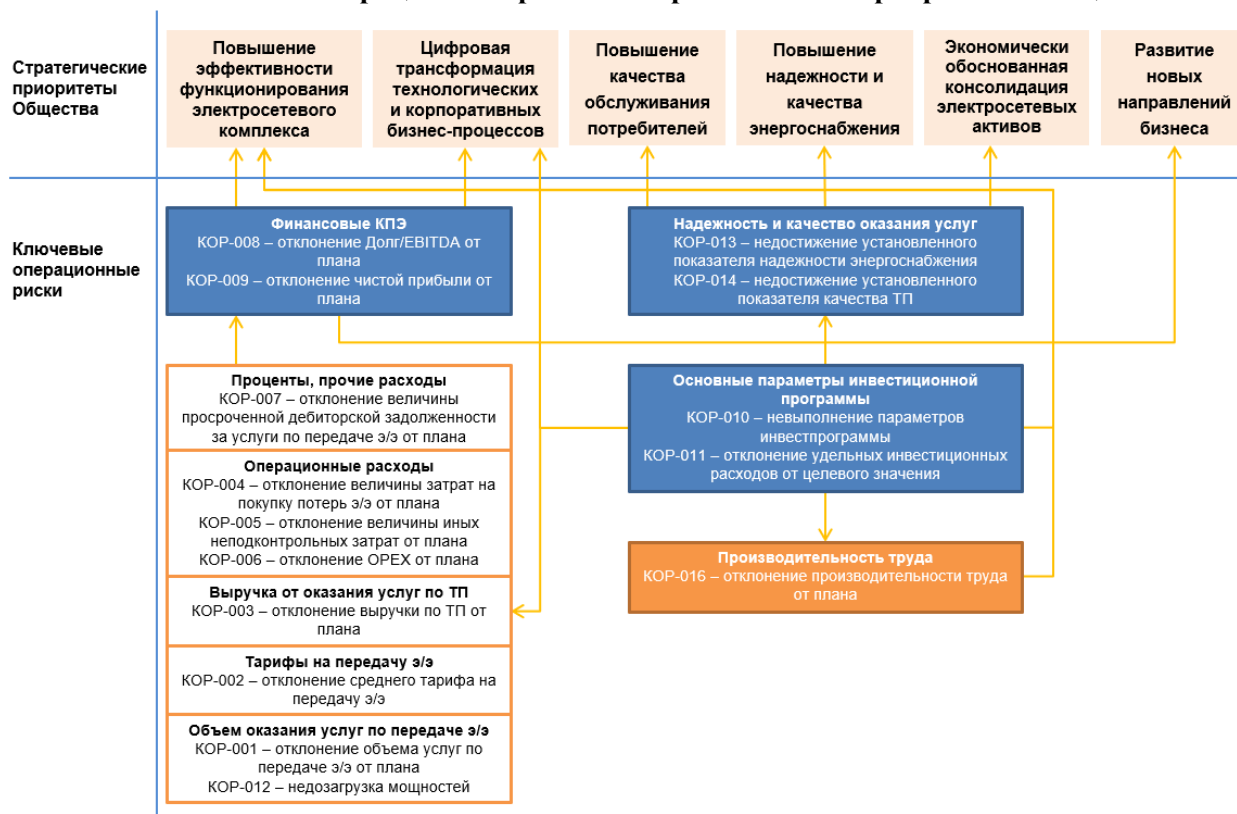 Стратегические
приоритеты
Общества
Повышение
эффективности
функционирования
электросетевого
комплекса
Цифровая
трансформация
технологических
и корпоративных
бизнес-процессов
Повышение
качества
обслуживания
потребителей
Повышение
надежности и
качества
энергоснабжения
Экономически
обоснованная
консолидация
электросетевых
активов
Развитие
новых
направлений
бизнеса
Ключевые
операционные
риски
Финансовые КПЭ
КОР-008 – отклонение Долг/EBITDA от
плана
КОР-009 – отклонение чистой прибыли от
плана
Надежность и качество оказания услуг
КОР-013 – недостижение установленного
показателя надежности энергоснабжения
КОР-014 – недостижение установленного
показателя качества ТП
Проценты, прочие расходы
КОР-007 – отклонение величины
просроченной дебиторской задолженности
за услуги по передаче э/э от плана
Операционные расходы
КОР-004 – отклонение величины затрат на
покупку потерь э/э от плана
КОР-005 – отклонение величины иных
неподконтрольных затрат от плана
КОР-006 – отклонение OPEX от плана
Выручка от оказания услуг по ТП
КОР-003 – отклонение выручки по ТП от
плана
Тарифы на передачу э/э
КОР-002 – отклонение среднего тарифа на
передачу э/э
Объем оказания услуг по передаче э/э
КОР-001 – отклонение объема услуг по
передаче э/э от плана
КОР-012 – недозагрузка мощностей
Основные параметры инвестиционной
программы
КОР-010 – невыполнение параметров
инвестпрограммы
КОР-011 – отклонение удельных инвестиционных
расходов от целевого значения
Производительность труда
КОР-016 – отклонение производительности труда
от плана